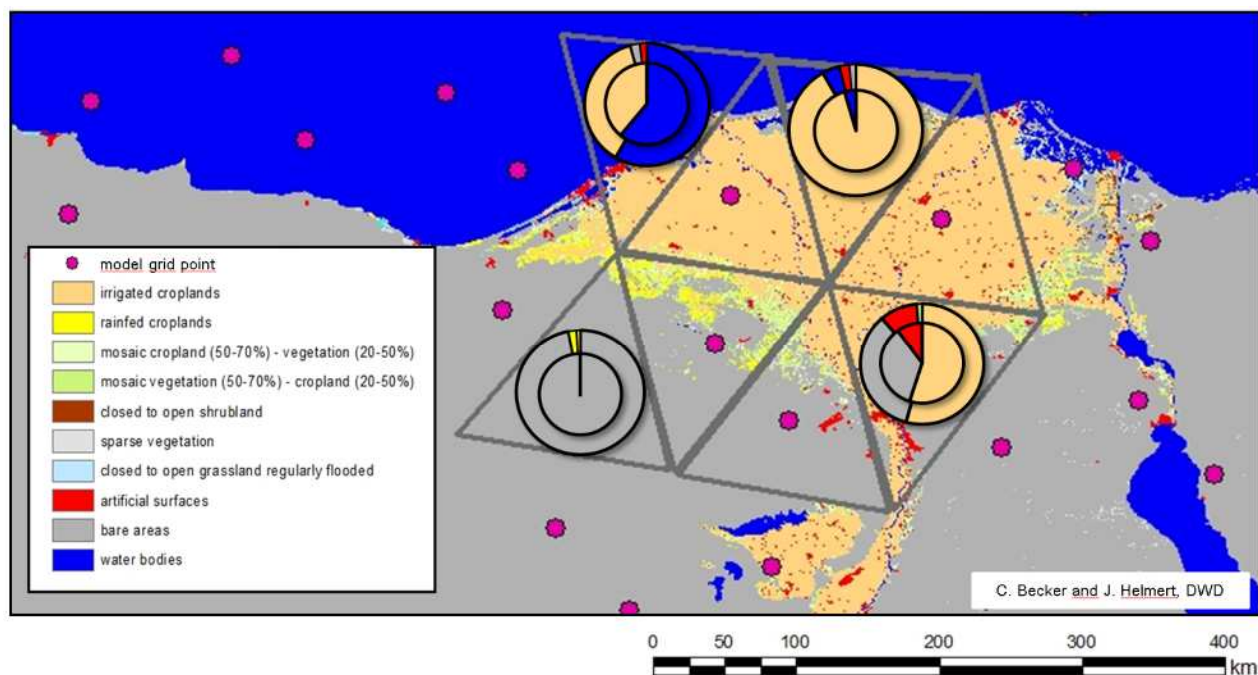 model grid point
irrigated croplands
rainfed croplands
mosaic cropland (50-70%) - vegetation (20-50%)
mosaic vegetation (50-70%) - cropland (20-50%)
closed to open shrubland
sparse vegetation
closed to open grassland regularly flooded
artificial surfaces
bare areas
water bodies
C. Becker and J. Helmert, DWD
0 50 100 200 300 400
km